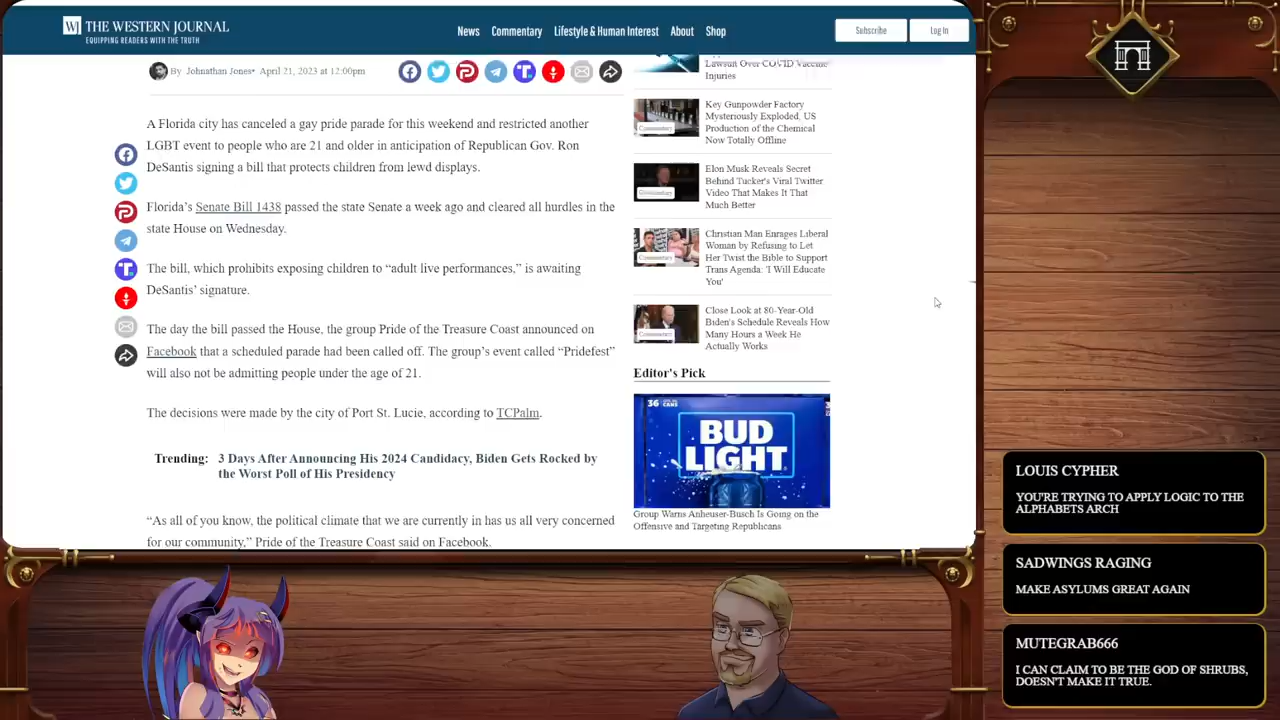 WJ THE WESTERN JOURNAL
EQUIPPING READERS WITH THE TRUTH
News Commentary Lifestyle & Human Interest About Shop
Subscribe Log In
By Johnathan Jones• April 21, 2023 at 12:00pm
A Florida city has canceled a gay pride parade for this weekend and restricted another
LGBT event to people who are 21 and older in anticipation of Republican Gov. Ron
DeSantis signing a bill that protects children from lewd displays.
Florida's Senate Bill 1438 passed the state Senate a week ago and cleared all hurdles in the
state House on Wednesday.
The bill, which prohibits exposing children to “adult live performances,” is awaiting
DeSantis' signature.
The day the bill passed the House, the group Pride of the Treasure Coast announced on
Facebook that a scheduled parade had been called off. The group's event called “Pridefest”
will also not be admitting people under the age of 21.
The decisions were made by the city of Port St. Lucie, according to TCPalm.
Trending: 3 Days After Announcing His 2024 Candidacy, Biden Gets Rocked by
the Worst Poll of His Presidency
“As all of you know, the political climate that we are currently in has us all very concerned
for our community,” Pride of the Treasure Coast said on Facebook.
Lawsuit Over COVID Vaccine
Injuries
Commentary
Key Gunpowder Factory
Mysteriously Exploded, US
Production of the Chemical
Now Totally Offline
Commentary
Elon Musk Reveals Secret
Behind Tucker's Viral Twitter
Video That Makes It That
Much Better
Commentary
Christian Man Enrages Liberal
Woman by Refusing to Let
Her Twist the Bible to Support
Trans Agenda: 'I Will Educate
You'
Commentary
Close Look at 80-Year-Old
Biden's Schedule Reveals How
Many Hours a Week He
Actually Works
Editor's Pick
36 CANS
BUD
LIGHT
Group Warns Anheuser-Busch Is Going on the
Offensive and Targeting Republicans
LOUIS CYPHER
YOU'RE TRYING TO APPLY LOGIC TO THE
ALPHABETS ARCH
SADWINGS RAGING
MAKE ASYLUMS GREAT AGAIN
MUTEGRAB666
I CAN CLAIM TO BE THE GOD OF SHRUBS,
DOESN'T MAKE IT TRUE.